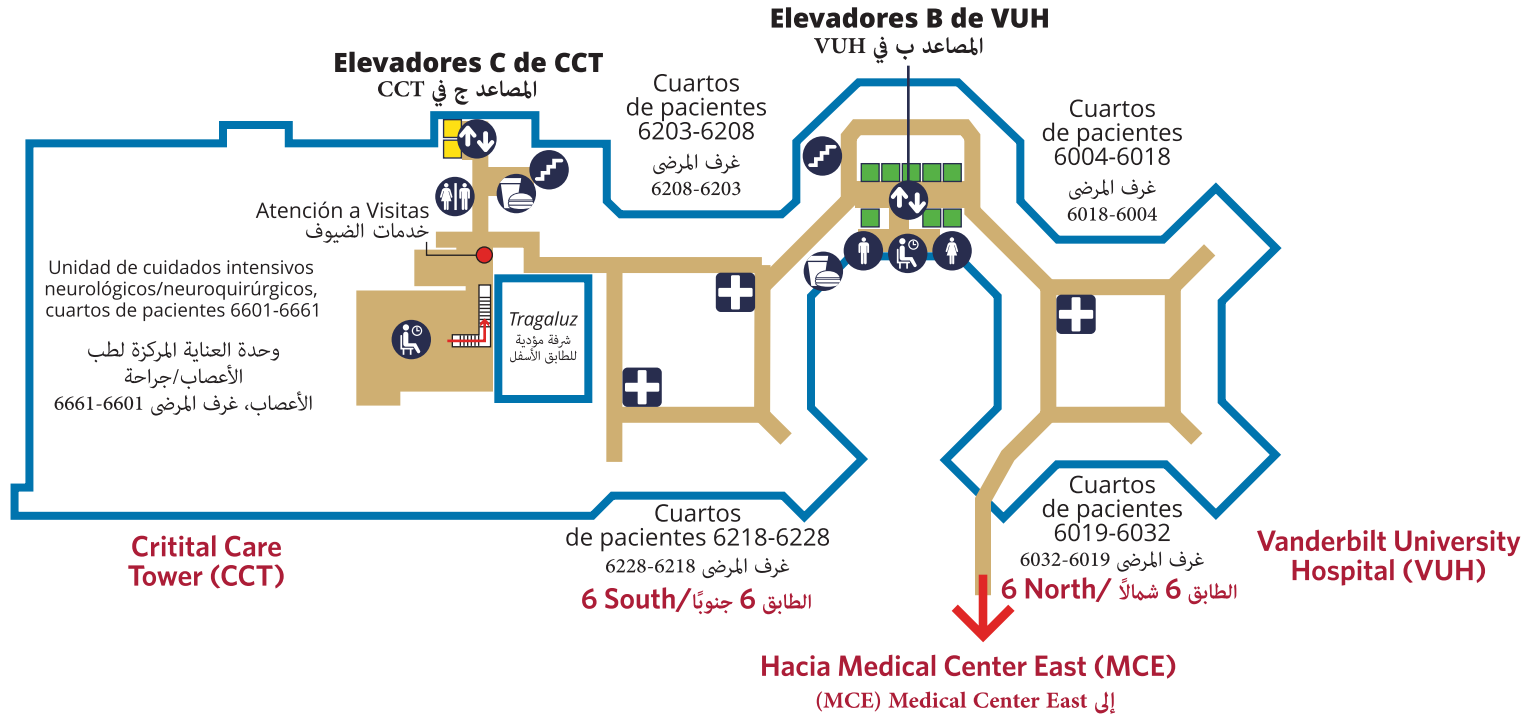 Elevadores B de VUH
المصاعد ب في VUH
Elevadores C de CCT
المصاعد ج في CCT
Cuartos
de pacientes
6203-6208
غرف المرضى
6208-6203
Cuartos
de pacientes
6004-6018
غرف المرضى
6018-6004
Atención a Visitas
خدمات الضيوف
Unidad de cuidados intensivos
neurológicos/neuroquirúrgicos,
cuartos de pacientes 6601-6661
وحدة العناية المركزة لطب
الأعصاب/جراحة
الأعصاب، غرف المرضى 6601-6661
Tragaluz
شرفة مؤدية
للطابق الأسفل
Cuartos
de pacientes 6218-6228
غرف المرضى 6218-6228
6 South/الطابق 6 جنوبًا
Cuartos
de pacientes
6019-6032
غرف المرضى 6019-6032
6 North/ الطابق 6 شمالاً
Critital Care
Tower (CCT)
Vanderbilt University
Hospital (VUH)
Hacia Medical Center East (MCE)
إلى Medical Center East (MCE)